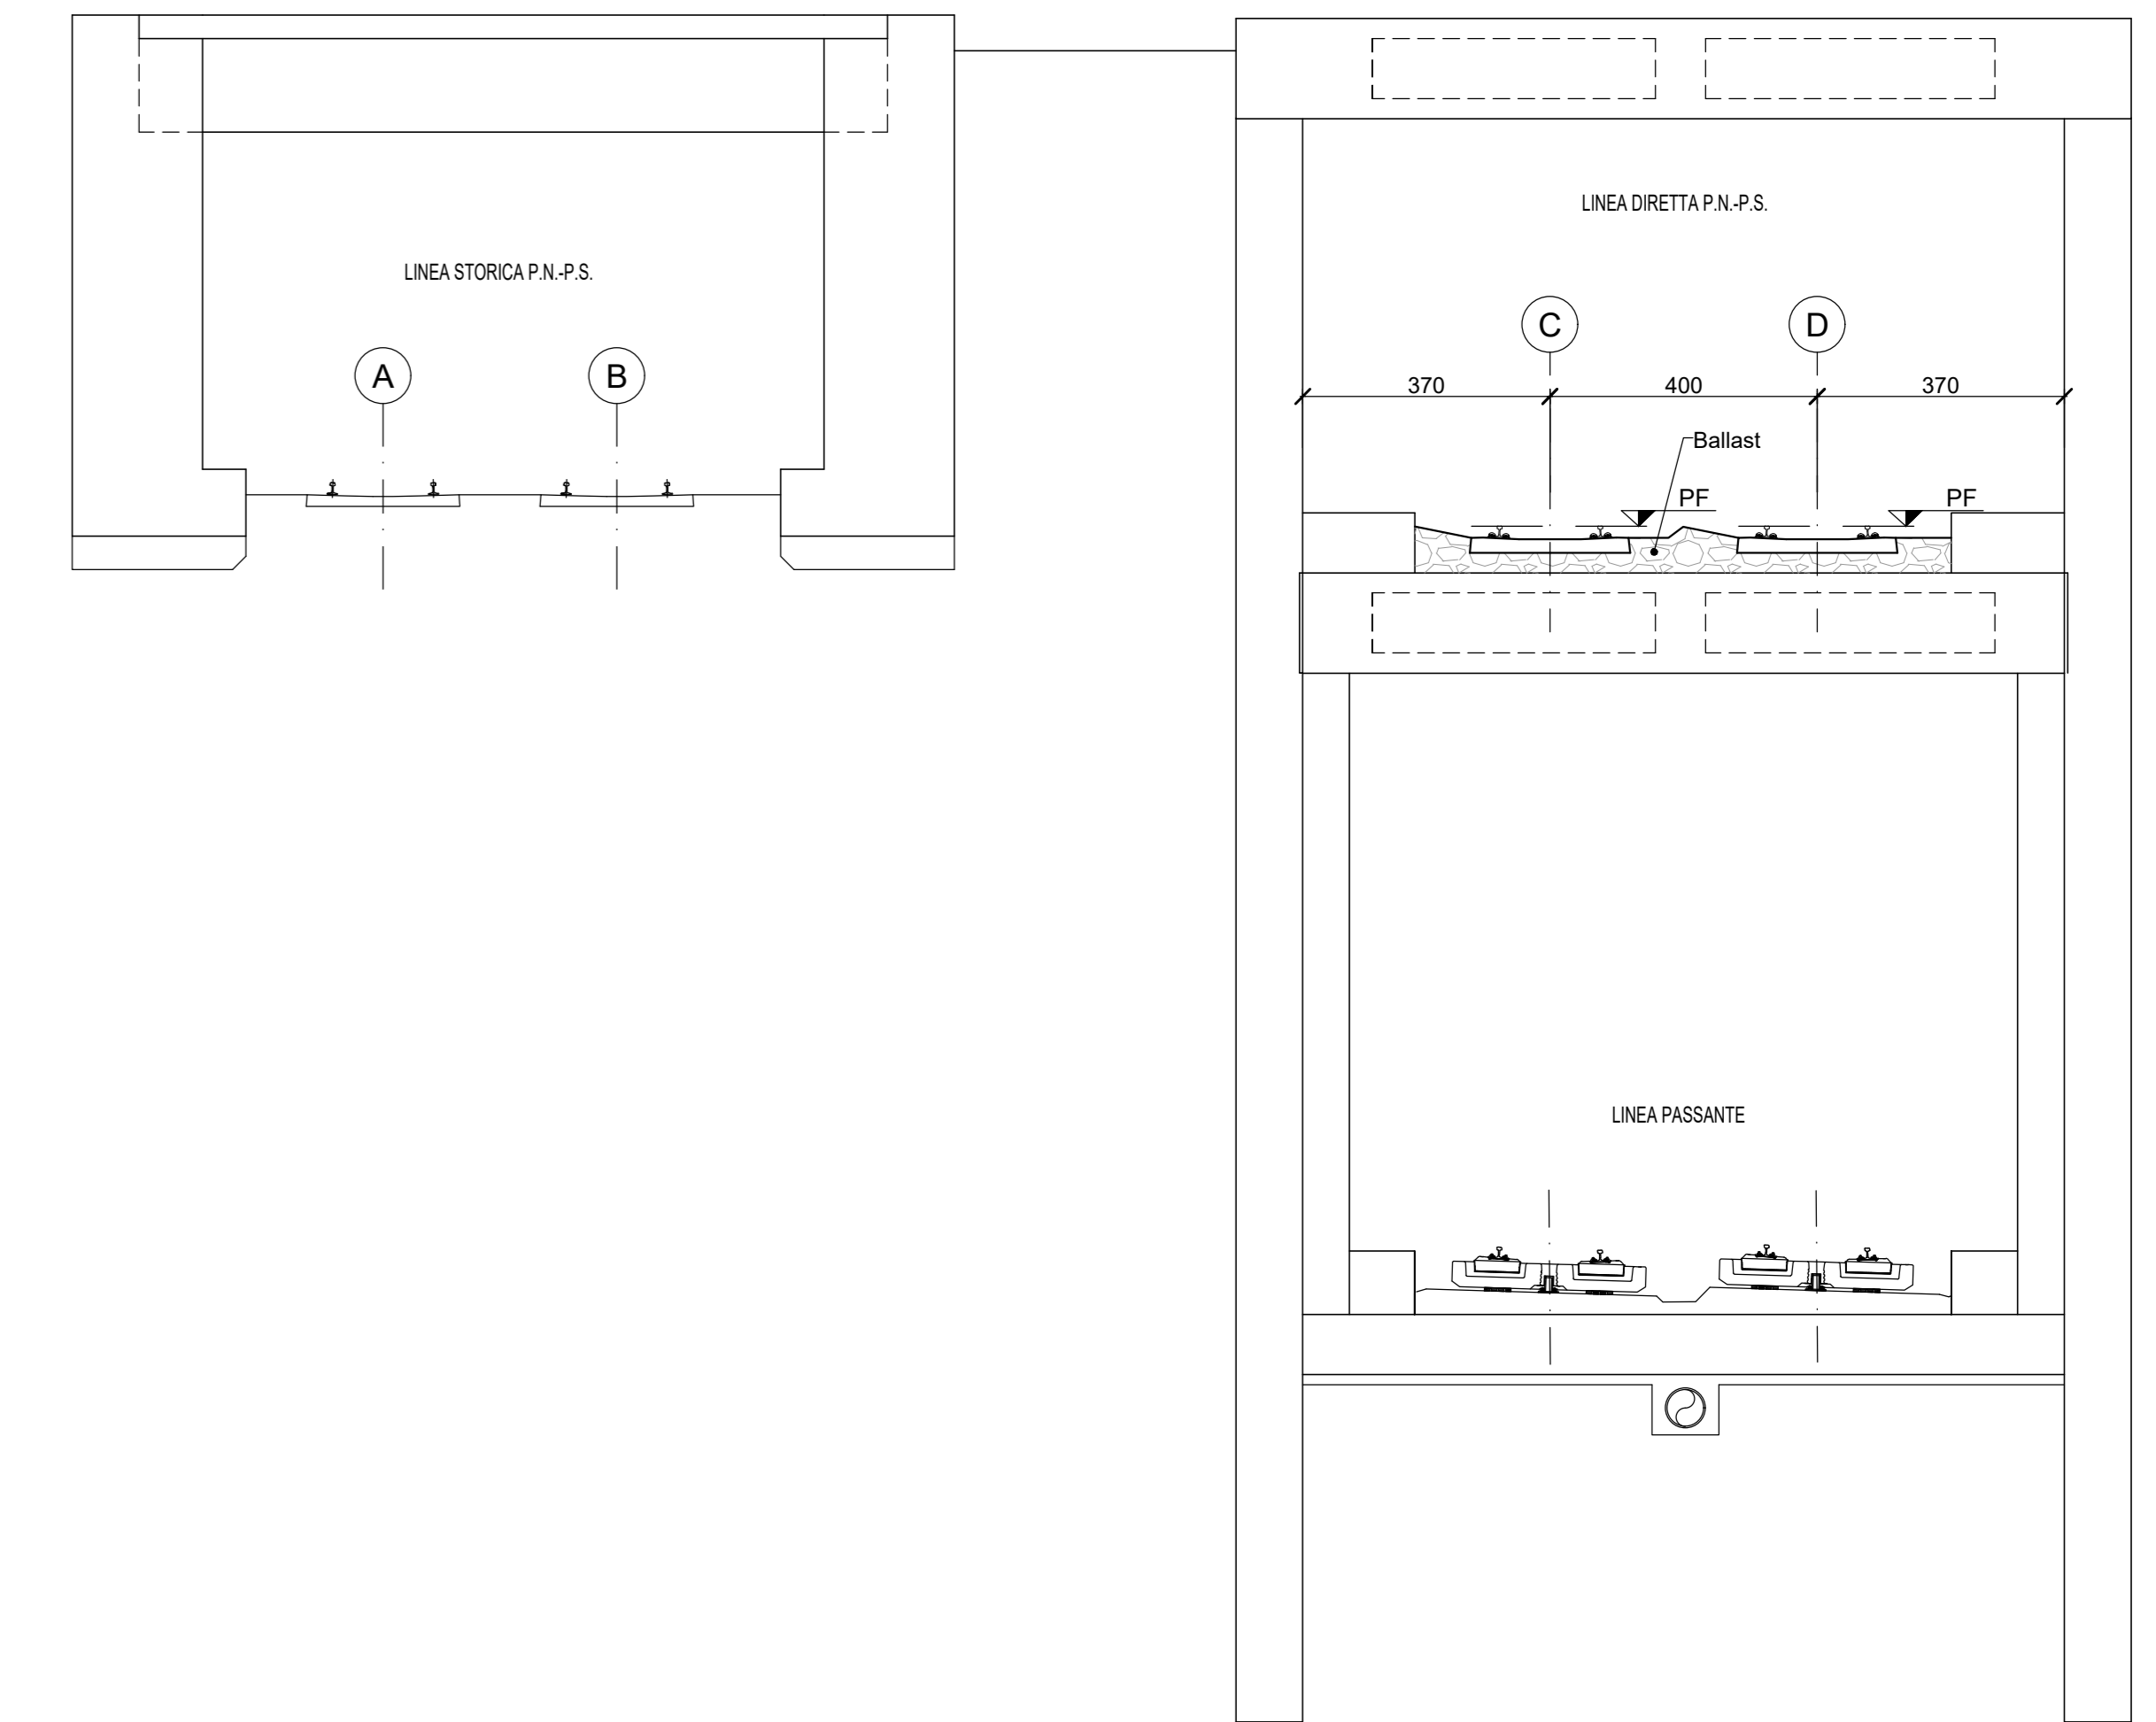 LINEA DIRETTA P.N.-P.S.
LINEA STORICA P.N.-P.S.
C
D
A
B
370
400
370
Ballast
PF
PF
LINEA PASSANTE